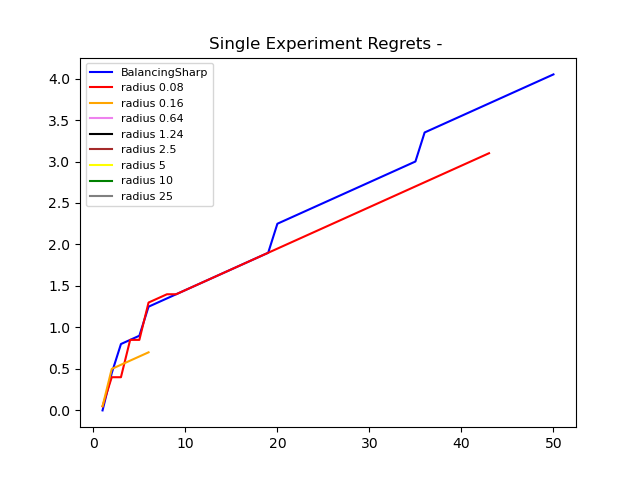 Single Experiment Regrets -
BalancingSharp
radius 0.08
radius 0.16
radius 0.64
radius 1.24
radius 2.5
radius 5
radius 10
radius 25
4.0
3.5
3.0
2.5
2.0
1.5
1.0
0.5
0.0
0 10 20 30 40 50